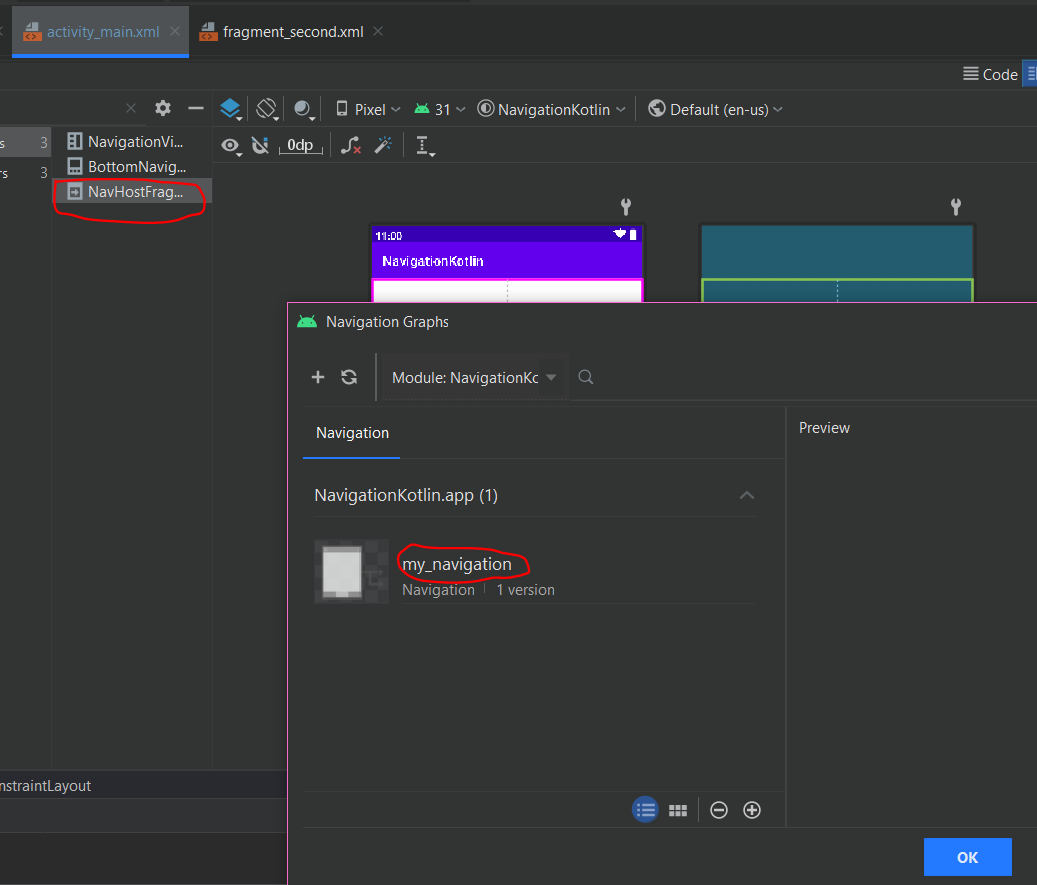 activity_main.xml
fragment_second.xml
Code
Pixel
31
NavigationKotlin
Default (en-us)
s 3
rs 3
NavigationVi...
BottomNavig...
NavHostFrag...
0dp
11:00
NavigationKotlin
Navigation Graphs
Module: NavigationKc
Navigation
Preview
NavigationKotlin.app (1)
my_navigation
Navigation
1 version
nstraintLayout
OK